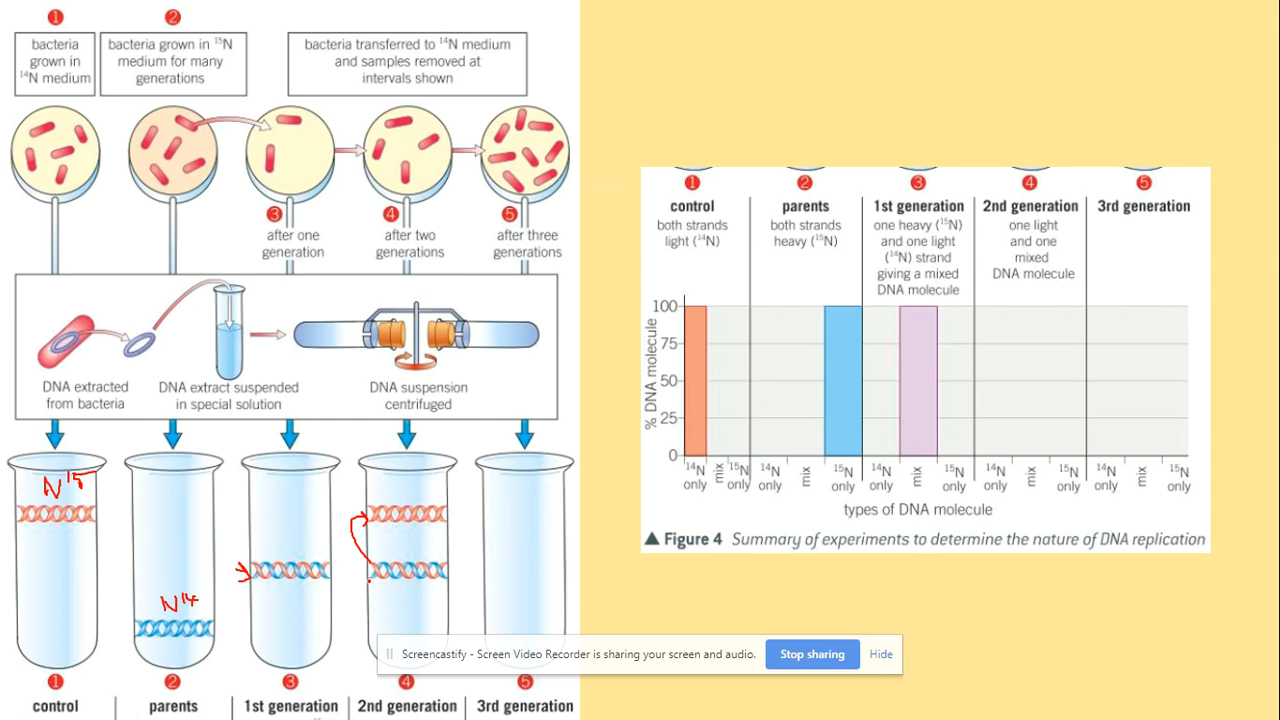 1
bacteria
grown in
¹⁴N medium
2
bacteria grown in ¹⁵N
medium for many
generations
bacteria transferred to ¹⁴N medium
and samples removed at
intervals shown
3
after one
generation
4
after two
generations
5
after three
generations
DNA extracted
from bacteria
DNA extract suspended
in special solution
DNA suspension
centrifuged
N¹⁵
N¹⁴
1
control
2
parents
3
1st generation
4
2nd generation
5
3rd generation
1
control
both strands
light (¹⁴N)
2
parents
both strands
heavy (¹⁵N)
3
1st generation
one heavy (¹⁵N)
and one light
(¹⁴N) strand
giving a mixed
DNA molecule
4
2nd generation
one light
and one
mixed
DNA molecule
5
3rd generation
% DNA molecule
100
75
50
25
0
¹⁴N only mix ¹⁵N only
¹⁴N only mix ¹⁵N only
¹⁴N only mix ¹⁵N only
¹⁴N only mix ¹⁵N only
¹⁴N only mix ¹⁵N only
types of DNA molecule
▲ Figure 4 Summary of experiments to determine the nature of DNA replication
Screencastify - Screen Video Recorder is sharing your screen and audio.
Stop sharing
Hide